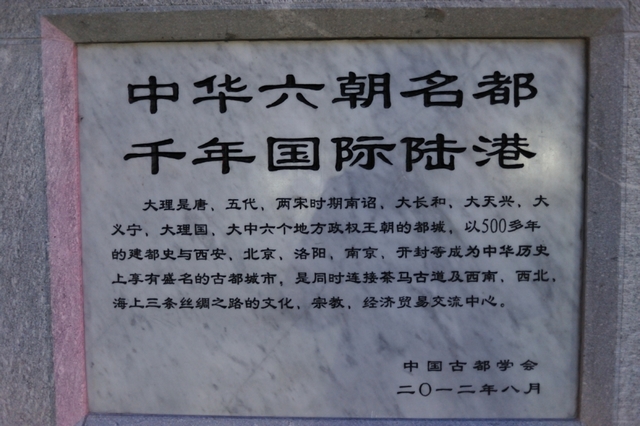 中华六朝名都
千年国际陆港
大理是唐、五代、两宋时期南诏、大长和、大天兴、大
义宁、大理国、大中六个地方政权王朝的都城，以500多年
的建都史与西安、北京、洛阳、南京、开封等成为中华历史
上享有盛名的古都城市，是同时连接茶马古道及西南、西北，
海上三条丝绸之路的文化、宗教、经济贸易交流中心。
中国古都学会
二〇一二年八月